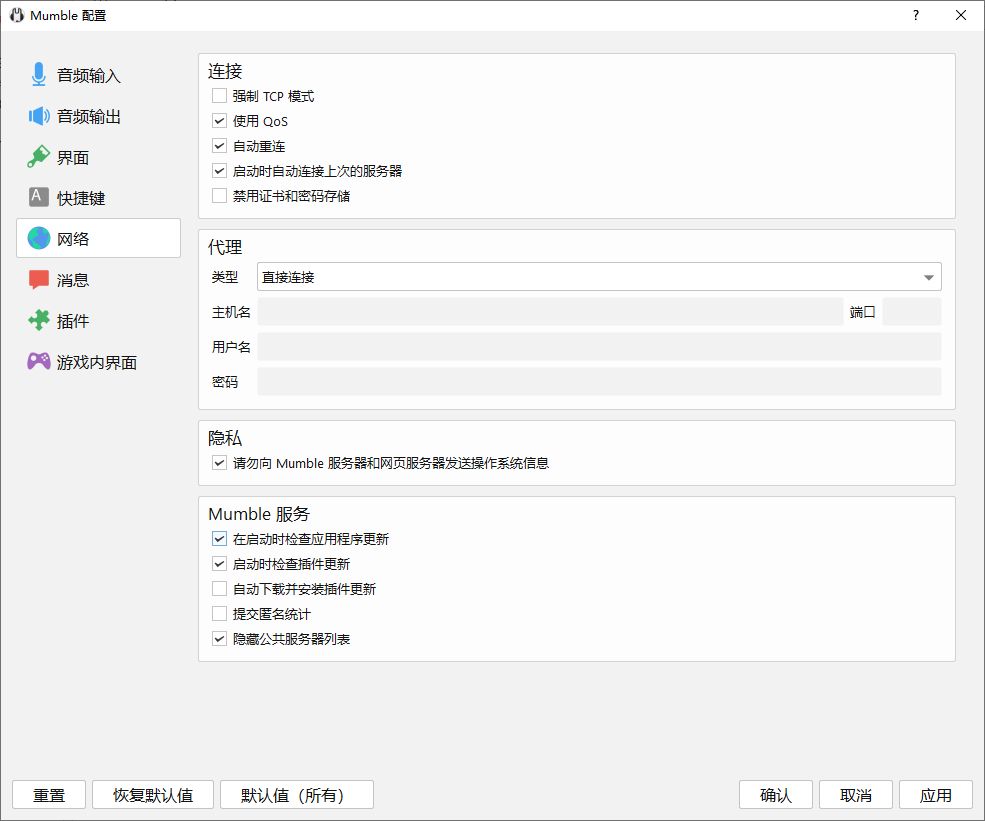 Mumble 配置
?
音频输入
音频输出
界面
A
快捷键
网络
消息
插件
游戏内界面
连接
强制 TCP 模式
使用 QoS
自动重连
启动时自动连接上次的服务器
禁用证书和密码存储
代理
类型 直接连接
主机名 端口
用户名
密码
隐私
请勿向 Mumble 服务器和网页服务器发送操作系统信息
Mumble 服务
在启动时检查应用程序更新
启动时检查插件更新
自动下载并安装插件更新
提交匿名统计
隐藏公共服务器列表
重置 恢复默认值 默认值（所有） 确认 取消 应用